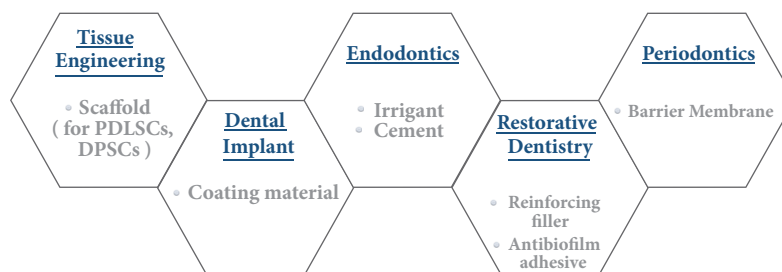 Tissue
Engineering
• Scaffold
( for PDLSCs,
DPSCs )
Dental
Implant
• Coating material
Endodontics
• Irrigant
• Cement
Restorative
Dentistry
• Reinforcing
filler
• Antibiofilm
adhesive
Periodontics
• Barrier Membrane